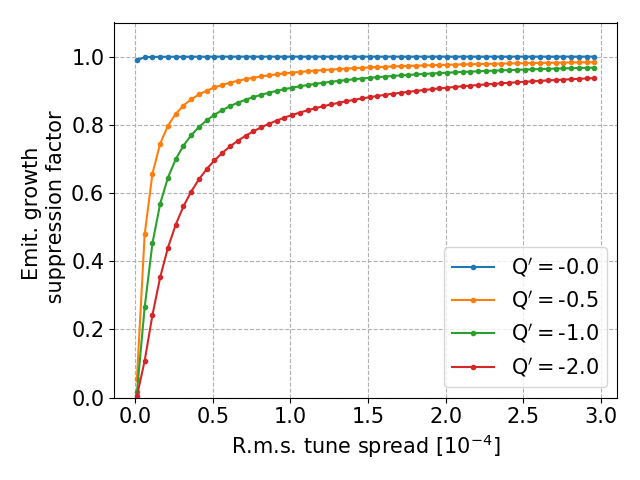 Emit. growth
suppression factor
1.0
0.8
0.6
0.4
0.2
0.0
Q′ = -0.0
Q′ = -0.5
Q′ = -1.0
Q′ = -2.0
0.0 0.5 1.0 1.5 2.0 2.5 3.0
R.m.s. tune spread [10⁻⁴]